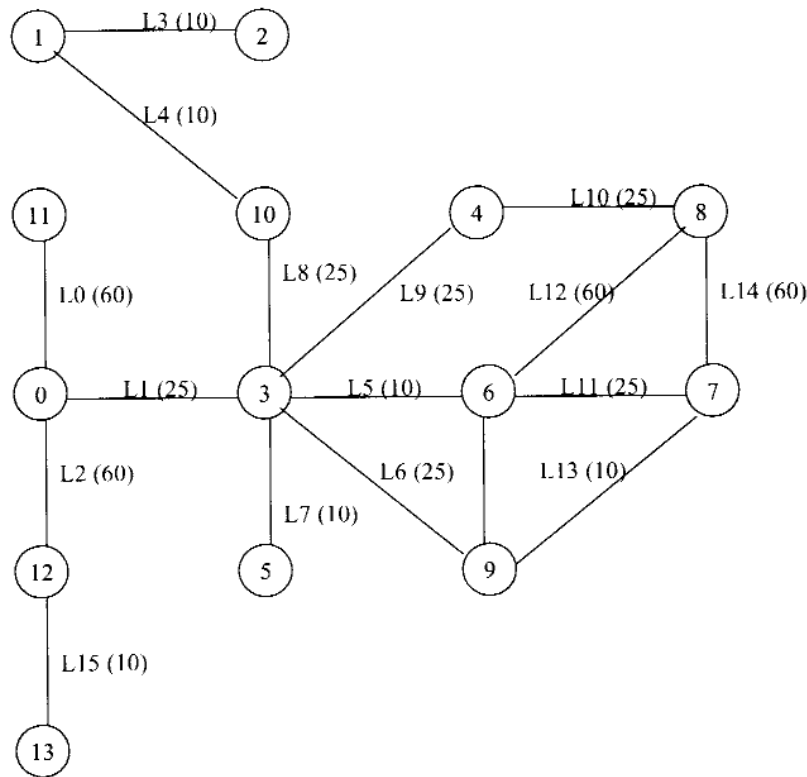 L3 (10)
1
2
L4 (10)
11
10
4
L10 (25)
8
L0 (60)
L8 (25)
L9 (25)
L12 (60)
L14 (60)
0
L1 (25)
3
L5 (10)
6
L11 (25)
7
L2 (60)
L6 (25)
L13 (10)
L7 (10)
12
5
9
L15 (10)
13